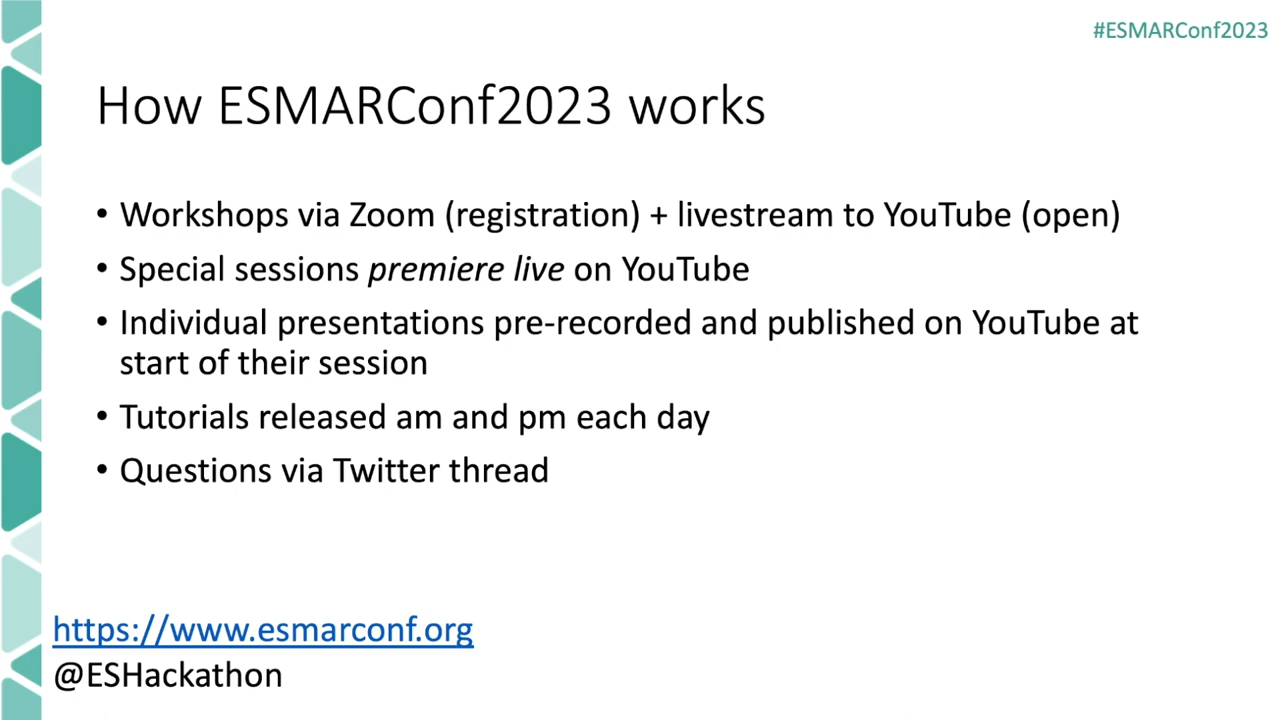 #ESMARConf2023
How ESMARConf2023 works
• Workshops via Zoom (registration) + livestream to YouTube (open)
• Special sessions premiere live on YouTube
• Individual presentations pre-recorded and published on YouTube at
start of their session
• Tutorials released am and pm each day
• Questions via Twitter thread
https://www.esmarconf.org
@ESHackathon